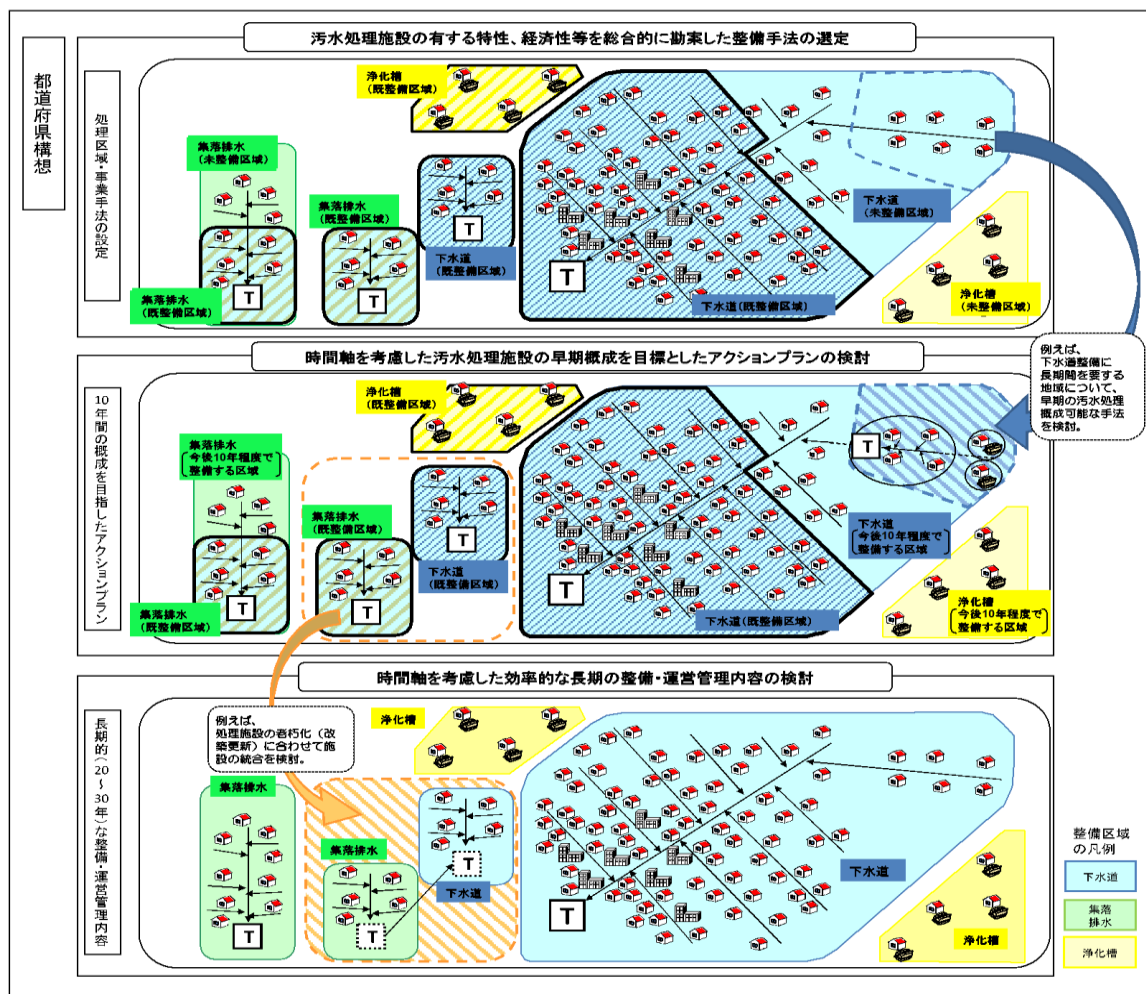 都道府県構想
汚水処理施設の有する特性、経済性等を総合的に勘案した整備手法の選定
処理区域・事業手法の設定
浄化槽
(既整備区域)
集落排水
(未整備区域)
集落排水
(既整備区域)
T
集落排水
(既整備区域)
T
下水道
(既整備区域)
T
T
下水道(既整備区域)
下水道
(未整備区域)
浄化槽
(未整備区域)
時間軸を考慮した汚水処理施設の早期概成を目標としたアクションプランの検討
10年間の概成を目指したアクションプラン
例えば、
下水道整備に
長期間を要する
地域について、
早期の汚水処理
概成可能な手法
を検討。
浄化槽
(既整備区域)
集落排水
今後10年程度で
整備する区域
集落排水
(既整備区域)
T
集落排水
(既整備区域)
T
下水道
(既整備区域)
T
T
下水道(既整備区域)
T
下水道
今後10年程度で
整備する区域
浄化槽
今後10年程度で
整備する区域
時間軸を考慮した効率的な長期の整備・運営管理内容の検討
長期的(20~30年)な整備・運営管理内容
例えば、
処理施設の老朽化(改
築更新)に合わせて施
設の統合を検討。
浄化槽
集落排水
T
集落排水
T
T
下水道
T
下水道
浄化槽
整備区域
の凡例
下水道
集落
排水
浄化槽